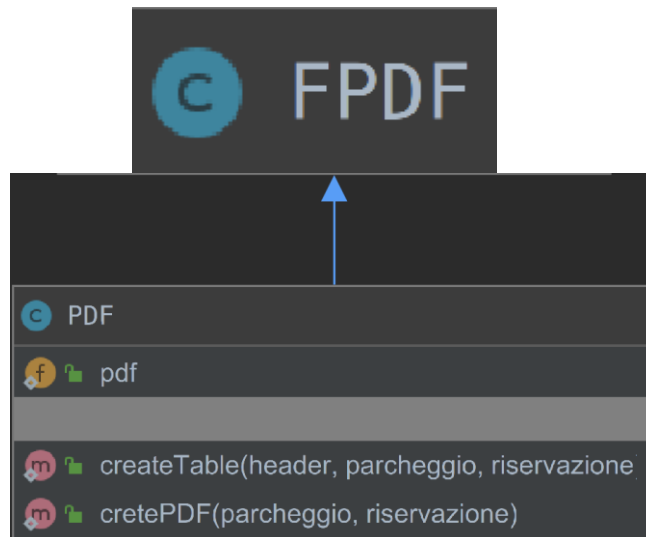 C FPDF
C PDF
f pdf
m createTable(header, parcheggio, riservazione
m cretePDF(parcheggio, riservazione)